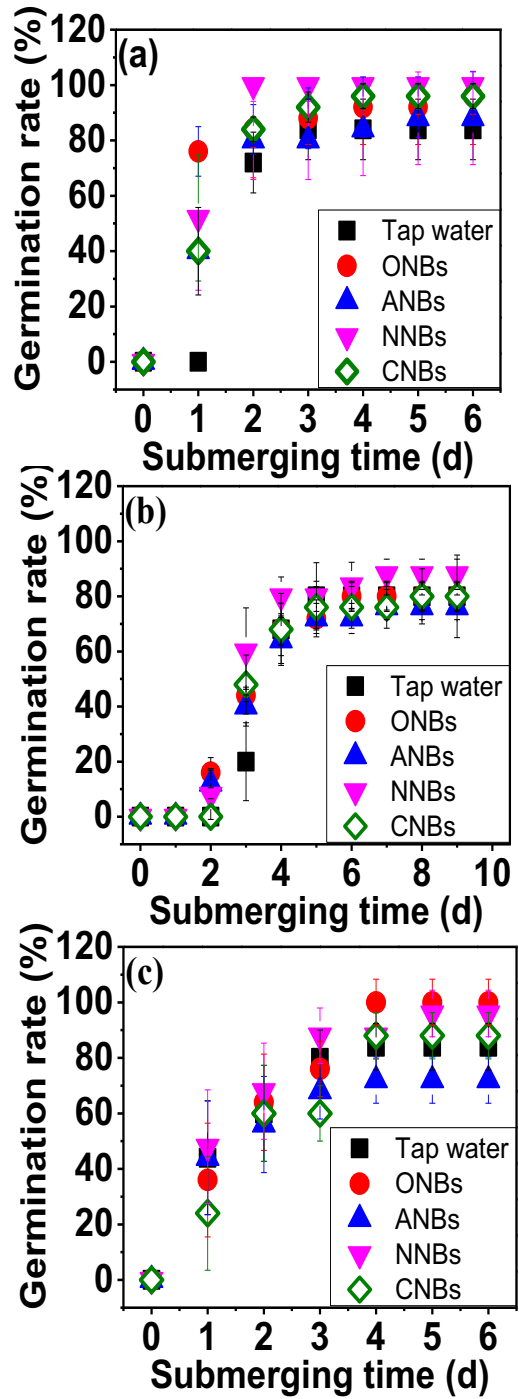 (a)
Germination rate (%)
120
100
80
60
40
20
0
Tap water
ONBs
ANBs
NNBs
CNBs
0 1 2 3 4 5 6
Submerging time (d)
(b)
Germination rate (%)
120
100
80
60
40
20
0
Tap water
ONBs
ANBs
NNBs
CNBs
0 2 4 6 8 10
Submerging time (d)
(c)
Germination rate (%)
120
100
80
60
40
20
0
Tap water
ONBs
ANBs
NNBs
CNBs
0 1 2 3 4 5 6
Submerging time (d)